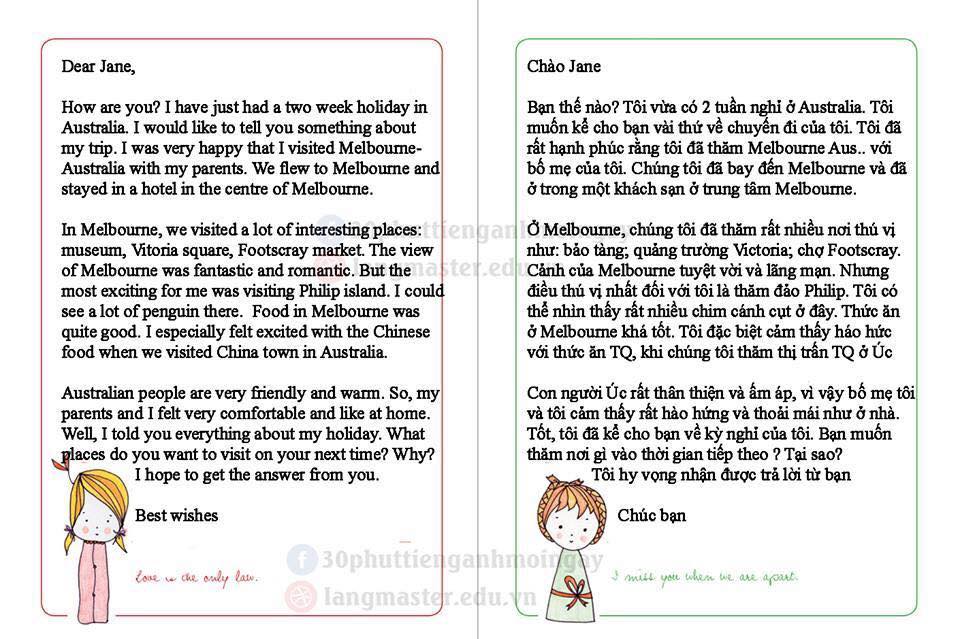 Dear Jane,
How are you? I have just had a two week holiday in
Australia. I would like to tell you something about
my trip. I was very happy that I visited Melbourne-
Australia with my parents. We flew to Melbourne and
stayed in a hotel in the centre of Melbourne.
In Melbourne, we visited a lot of interesting places:
museum, Vitoria square, Footscray market. The view
of Melbourne was fantastic and romantic. But the
most exciting for me was visiting Philip island. I could
see a lot of penguin there. Food in Melbourne was
quite good. I especially felt excited with the Chinese
food when we visited China town in Australia.
Australian people are very friendly and warm. So, my
parents and I felt very comfortable and like at home.
Well, I told you everything about my holiday. What
places do you want to visit on your next time? Why?
I hope to get the answer from you.
Best wishes
Love is the only law.
Chào Jane
Bạn thế nào? Tôi vừa có 2 tuần nghỉ ở Australia. Tôi
muốn kể cho bạn vài thứ về chuyến đi của tôi. Tôi đã
rất hạnh phúc rằng tôi đã thăm Melbourne Aus.. với
bố mẹ của tôi. Chúng tôi đã bay đến Melbourne và đã
ở trong một khách sạn ở trung tâm Melbourne.
Ở Melbourne, chúng tôi đã thăm rất nhiều nơi thú vị
như: bảo tàng; quảng trường Victoria; chợ Footscray.
Cảnh của Melbourne tuyệt vời và lãng mạn. Nhưng
điều thú vị nhất đối với tôi là thăm đảo Philip. Tôi có
thể nhìn thấy rất nhiều chim cánh cụt ở đây. Thức ăn
ở Melbourne khá tốt. Tôi đặc biệt cảm thấy háo hức
với thức ăn TQ, khi chúng tôi thăm thị trấn TQ ở Úc
Con người Úc rất thân thiện và ấm áp, vì vậy bố mẹ tôi
và tôi cảm thấy rất hào hứng và thoải mái như ở nhà.
Tốt, tôi đã kể cho bạn về kỳ nghỉ của tôi. Bạn muốn
thăm nơi gì vào thời gian tiếp theo ? Tại sao?
Tôi hy vọng nhận được trả lời từ bạn
Chúc bạn
I miss you when we are apart.
30phuttienganhmoingay
langmaster.edu.vn
30phuttienganhmoingay
langmaster.edu.vn